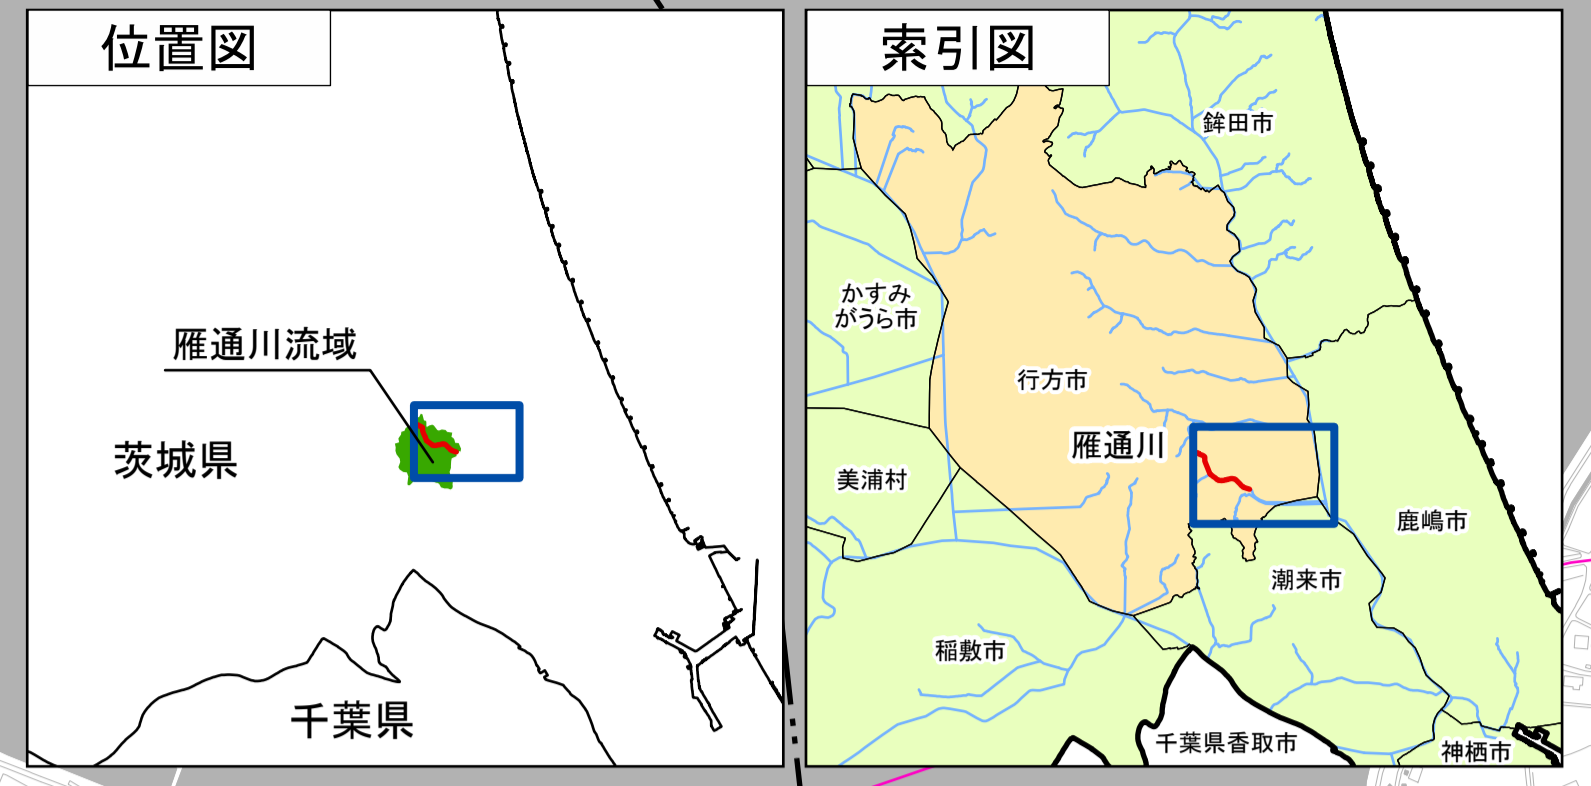 位置図
雁通川流域
茨城県
千葉県
索引図
鉾田市
かすみ
がうら市
行方市
雁通川
美浦村
鹿嶋市
潮来市
稲敷市
千葉県香取市
神栖市